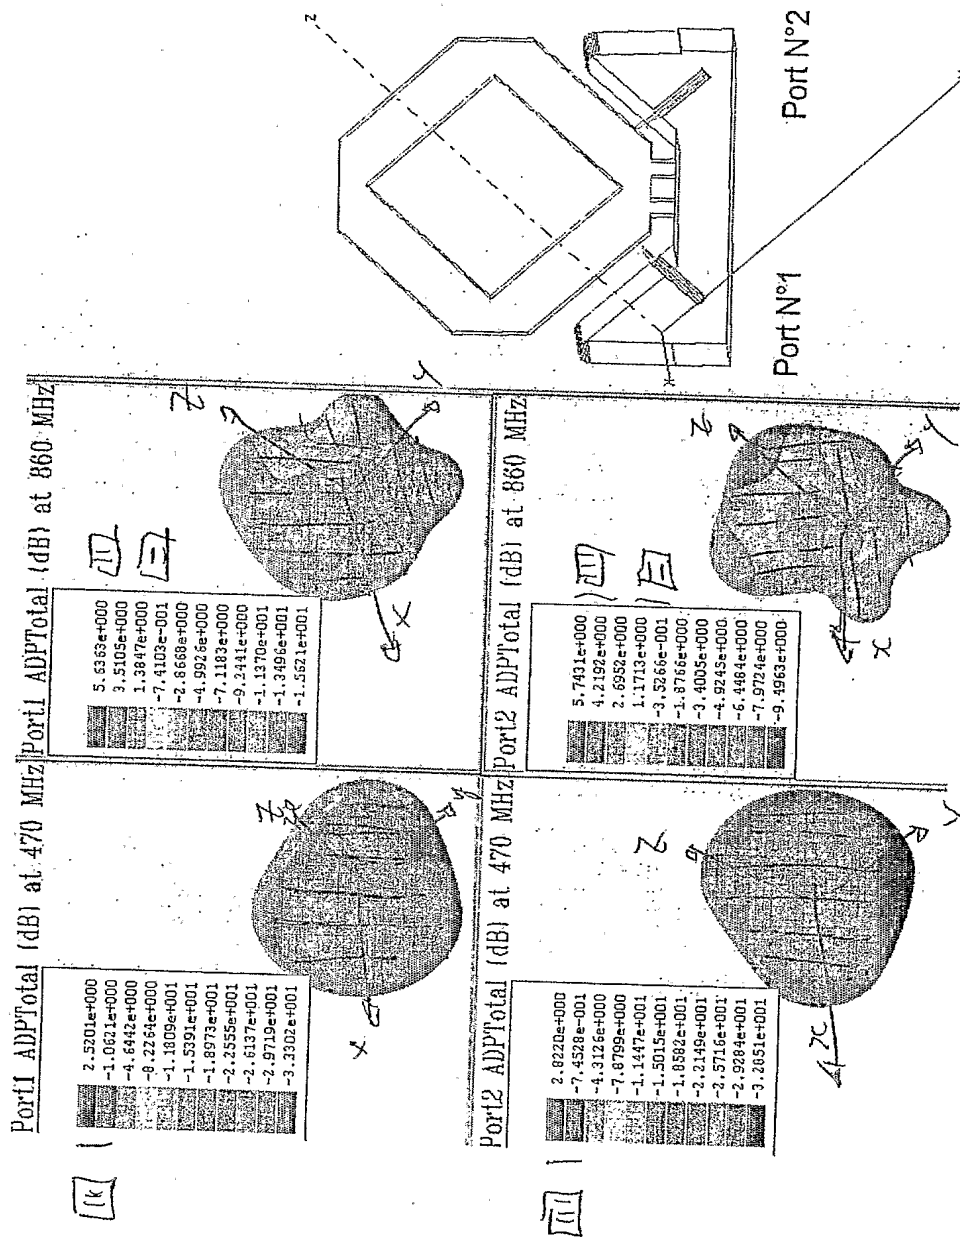 Port1 ADPTotal (dB) at 470 MHz
2.5201e+000
-1.0621e+000
-4.6442e+000
-8.2264e+000
-1.1809e+001
-1.5391e+001
-1.8973e+001
-2.2555e+001
-2.6137e+001
-2.9719e+001
-3.3302e+001
x
Z
y
Port1 ADPTotal (dB) at 860 MHz
5.6363e+000
3.5105e+000
1.3847e+000
-7.4103e-001
-2.8668e+000
-4.9926e+000
-7.1183e+000
-9.2441e+000
-1.1370e+001
-1.3496e+001
-1.5621e+001
x
Z
y
Port2 ADPTotal (dB) at 470 MHz
2.8220e+000
-7.4528e-001
-4.3126e+000
-7.8799e+000
-1.1447e+001
-1.5015e+001
-1.8582e+001
-2.2149e+001
-2.5716e+001
-2.9284e+001
-3.2851e+001
x
Z
Port2 ADPTotal (dB) at 860 MHz
5.7431e+000
4.2192e+000
2.6952e+000
1.1713e+000
-3.5266e-001
-1.8766e+000
-3.4005e+000
-4.9245e+000
-6.4484e+000
-7.9724e+000
-9.4963e+000
x
Z
y
z
x
Port N°1
Port N°2